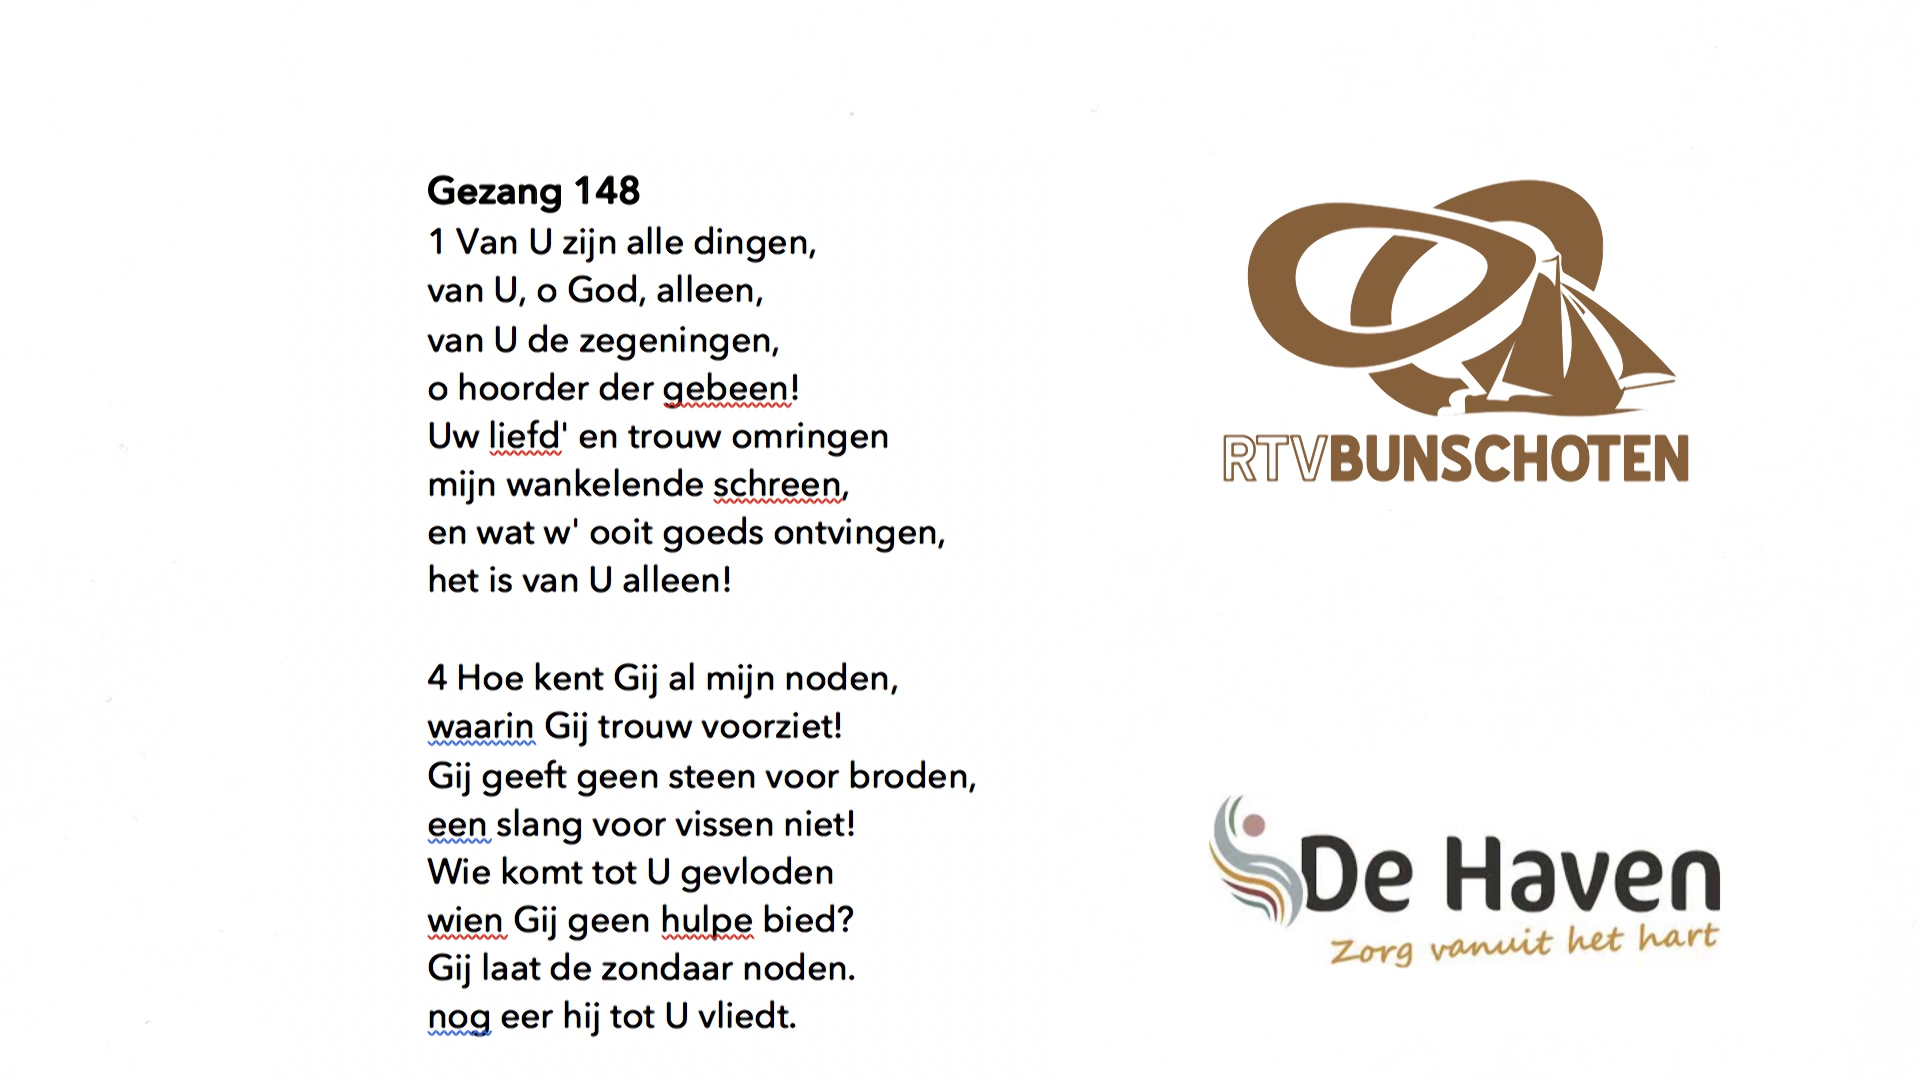 Gezang 148
1 Van U zijn alle dingen,
van U, o God, alleen,
van U de zegeningen,
o hoorder der gebeen!
Uw liefd' en trouw omringen
mijn wankelende schreen,
en wat w' ooit goeds ontvingen,
het is van U alleen!
4 Hoe kent Gij al mijn noden,
waarin Gij trouw voorziet!
Gij geeft geen steen voor broden,
een slang voor vissen niet!
Wie komt tot U gevloden
wien Gij geen hulpe bied?
Gij laat de zondaar noden.
nog eer hij tot U vliedt.
RTVBUNSCHOTEN
De Haven
Zorg vanuit het hart